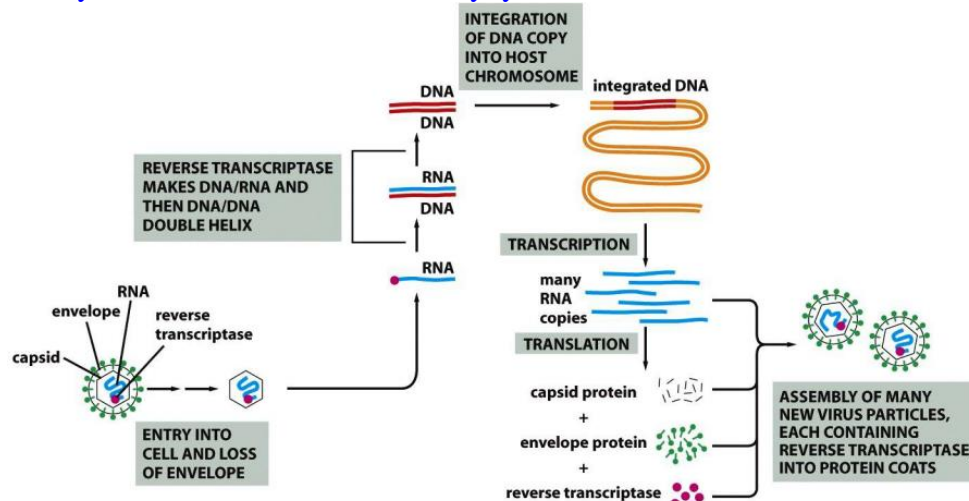 INTEGRATION
OF DNA COPY
INTO HOST
CHROMOSOME
integrated DNA
DNA
DNA
REVERSE TRANSCRIPTASE
MAKES DNA/RNA AND
THEN DNA/DNA
DOUBLE HELIX
RNA
DNA
RNA
TRANSCRIPTION
many
RNA
copies
TRANSLATION
RNA
envelope
reverse
transcriptase
capsid
ENTRY INTO
CELL AND LOSS
OF ENVELOPE
capsid protein
+
envelope protein
+
reverse transcriptase
ASSEMBLY OF MANY
NEW VIRUS PARTICLES,
EACH CONTAINING
REVERSE TRANSCRIPTASE
INTO PROTEIN COATS